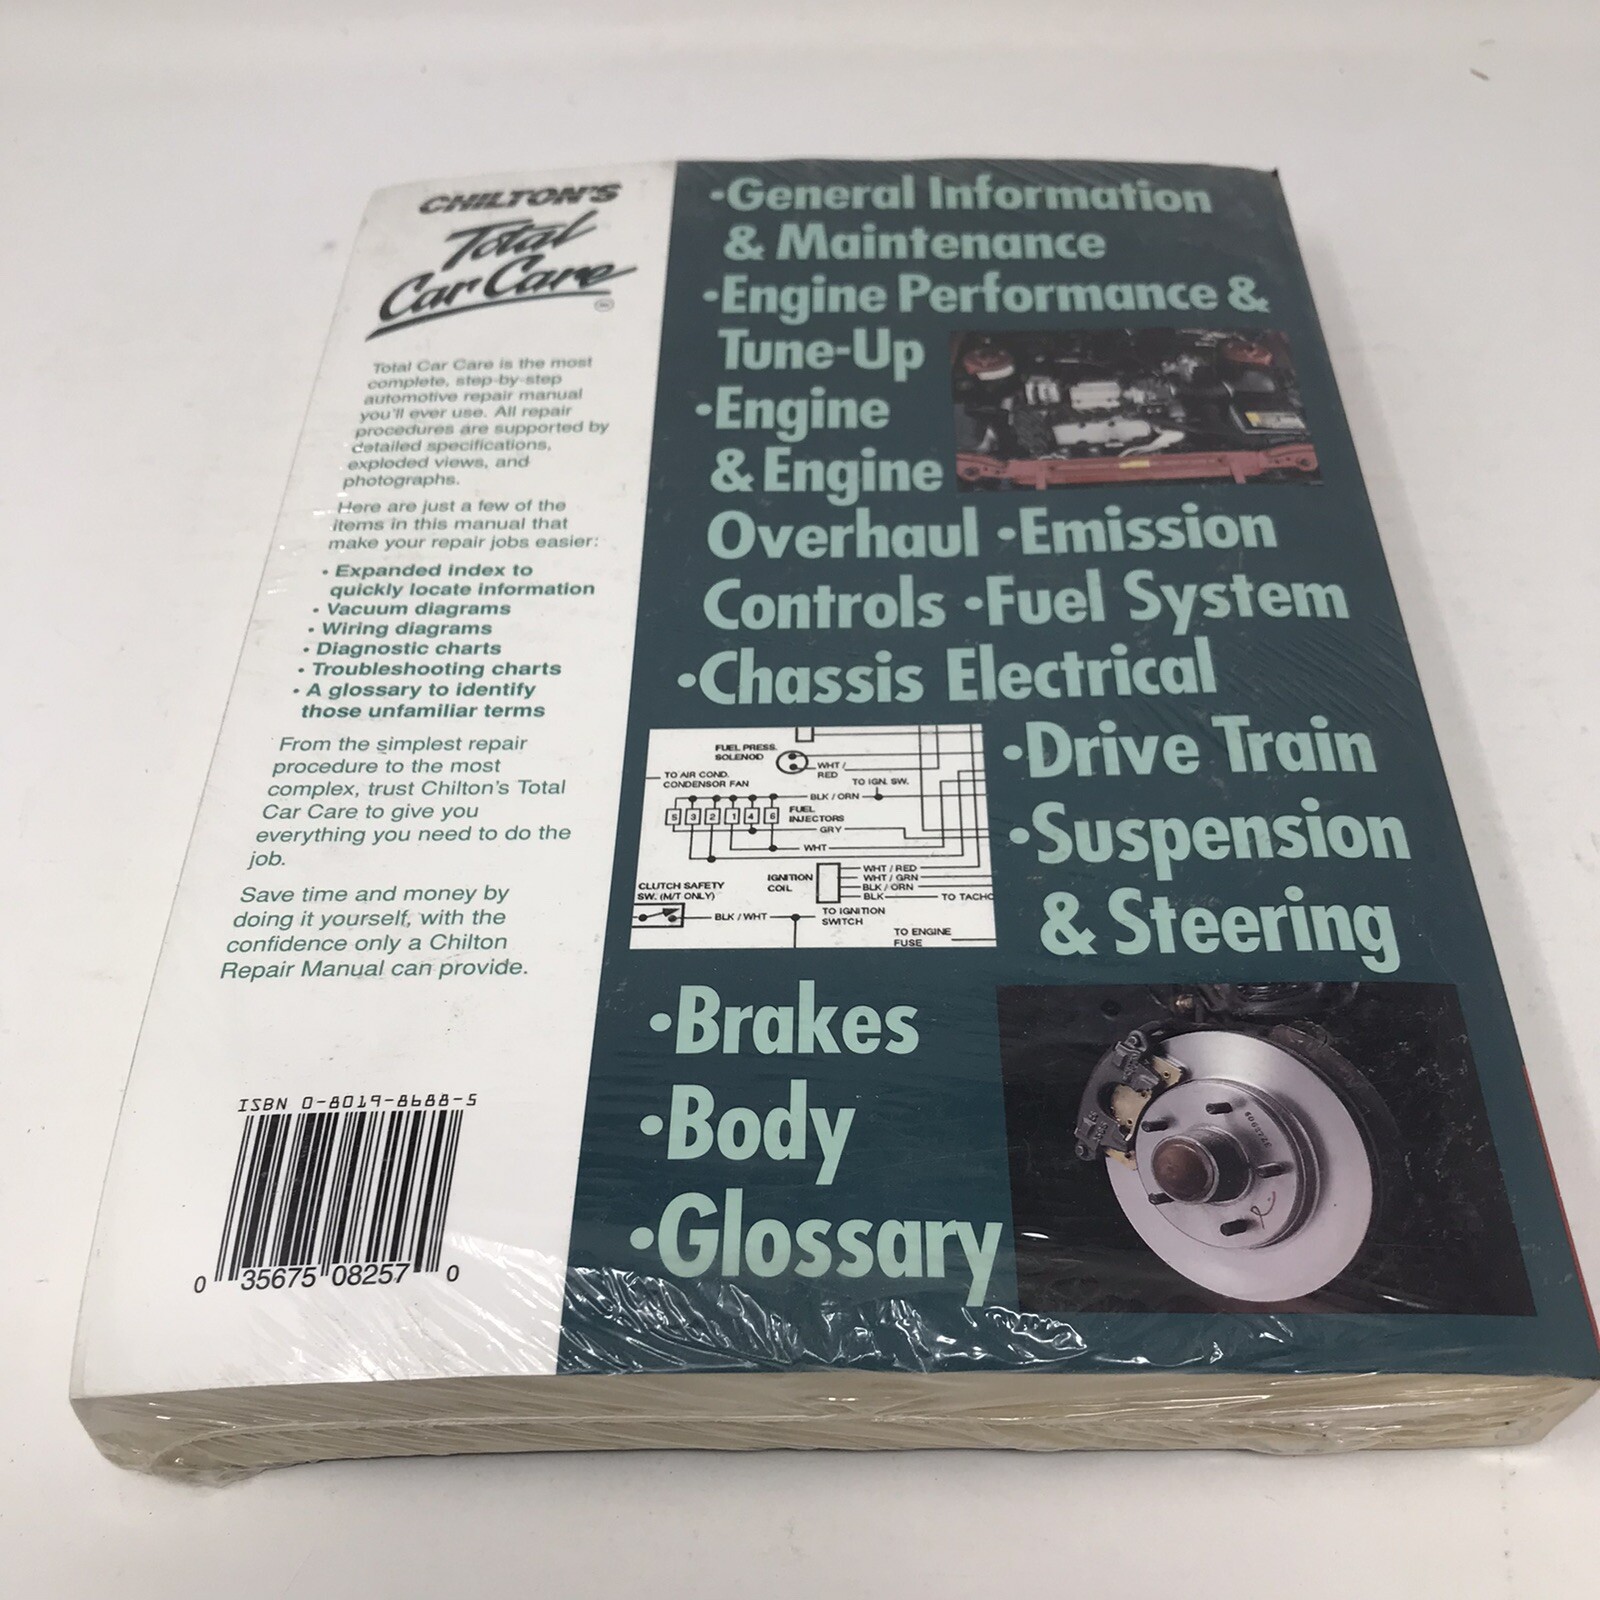 CHILTON'S
Total
Car Care
Total Car Care is the most
complete, step-by-step
automotive repair manual
you'll ever use. All repair
procedures are supported by
detailed specifications,
exploded views, and
photographs.
Here are just a few of the
items in this manual that
make your repair jobs easier:
• Expanded index to
quickly locate information
• Vacuum diagrams
• Wiring diagrams
• Diagnostic charts
• Troubleshooting charts
• A glossary to identify
those unfamiliar terms
From the simplest repair
procedure to the most
complex, trust Chilton's Total
Car Care to give you
everything you need to do the
job.
Save time and money by
doing it yourself, with the
confidence only a Chilton
Repair Manual can provide.
ISBN 0-8019-8688-5
0 35675 08257 0
•General Information
& Maintenance
•Engine Performance &
Tune-Up
•Engine
& Engine
Overhaul •Emission
Controls •Fuel System
•Chassis Electrical
•Drive Train
•Suspension
& Steering
•Brakes
•Body
•Glossary
FUEL PRESS.
SOLENOID
WHT /
RED
TO AIR COND.
CONDENSOR FAN
TO IGN. SW.
BLK / ORN
5 3 2 1 4 6
FUEL
INJECTORS
GRY
WHT
IGNITION
COIL
WHT / RED
WHT / GRN
BLK / ORN
BLK
TO TACHO
CLUTCH SAFETY
SW. (M/T ONLY)
BLK / WHT
TO IGNITION
SWITCH
TO ENGINE
FUSE